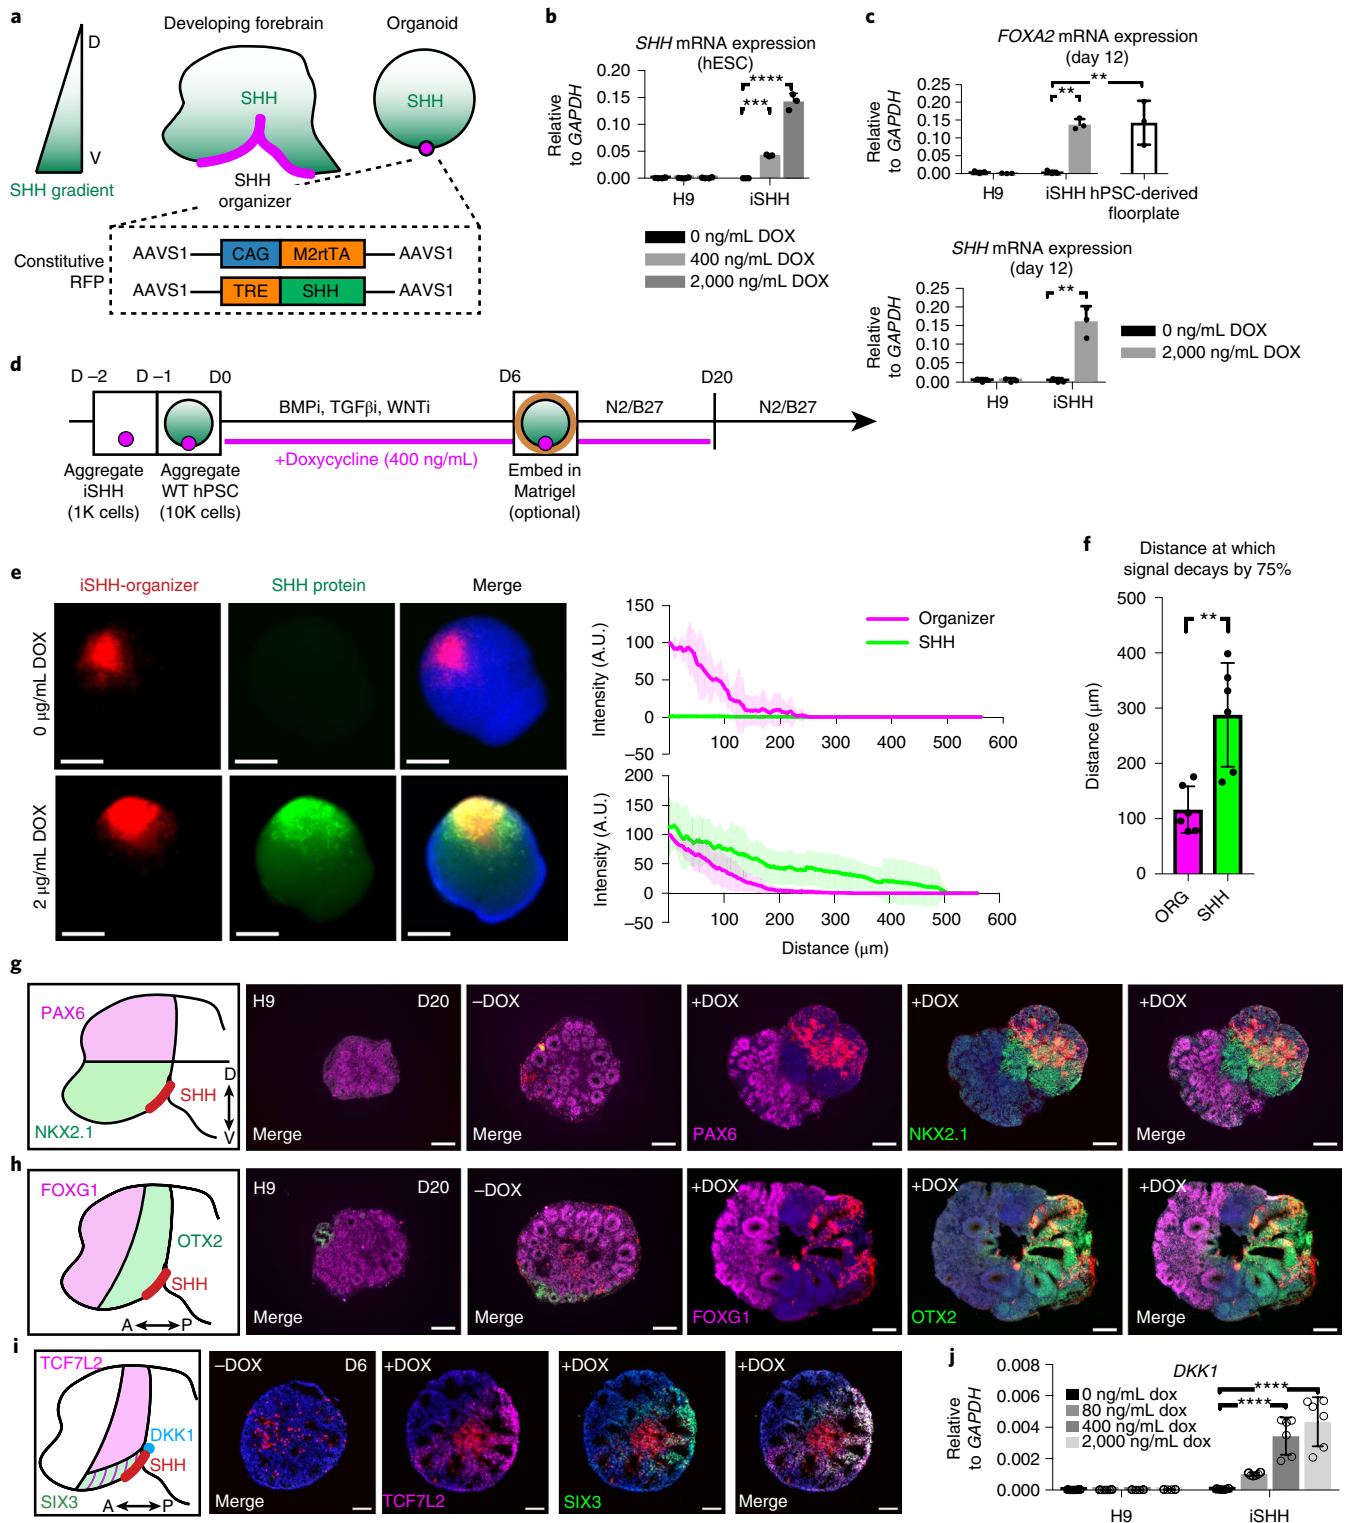 a
D
V
SHH gradient
Developing forebrain
SHH
SHH
organizer
Organoid
SHH
Constitutive
RFP
AAVS1
CAG
M2rtTA
AAVS1
AAVS1
TRE
SHH
AAVS1
b
SHH mRNA expression
(hESC)
Relative
to GAPDH
0.20
0.15
0.10
0.05
0.00
****
***
H9
iSHH
0 ng/mL DOX
400 ng/mL DOX
2,000 ng/mL DOX
c
FOXA2 mRNA expression
(day 12)
Relative
to GAPDH
0.25
0.20
0.15
0.10
0.05
0.00
**
**
H9
iSHH
hPSC-derived
floorplate
SHH mRNA expression
(day 12)
Relative
to GAPDH
0.25
0.20
0.15
0.10
0.05
0.00
**
H9
iSHH
0 ng/mL DOX
2,000 ng/mL DOX
d
D –2
D –1
D0
D6
D20
BMPi, TGFβi, WNTi
N2/B27
N2/B27
+Doxycycline (400 ng/mL)
Aggregate
iSHH
(1K cells)
Aggregate
WT hPSC
(10K cells)
Embed in
Matrigel
(optional)
e
iSHH-organizer
SHH protein
Merge
0 μg/mL DOX
2 μg/mL DOX
Intensity (A.U.)
150
100
50
0
–50
100
200
300
400
500
600
Organizer
SHH
Intensity (A.U.)
200
150
100
50
0
–50
100
200
300
400
500
600
Distance (μm)
f
Distance at which
signal decays by 75%
Distance (μm)
500
400
300
200
100
0
**
ORG
SHH
g
PAX6
NKX2.1
SHH
D
V
H9
D20
Merge
–DOX
Merge
+DOX
PAX6
+DOX
NKX2.1
+DOX
Merge
h
FOXG1
OTX2
SHH
A
P
H9
D20
Merge
–DOX
Merge
+DOX
FOXG1
+DOX
OTX2
+DOX
Merge
i
TCF7L2
DKK1
SHH
SIX3
A
P
–DOX
D6
Merge
+DOX
TCF7L2
+DOX
SIX3
+DOX
Merge
j
DKK1
Relative
to GAPDH
0.008
0.006
0.004
0.002
0.000
0 ng/mL dox
80 ng/mL dox
400 ng/mL dox
2,000 ng/mL dox
****
****
H9
iSHH